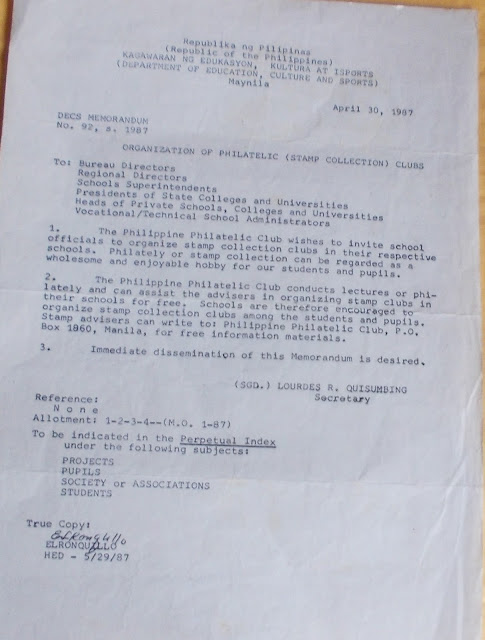 Republika ng Pilipinas
(Republic of the Philippines)
KAGAWARAN NG EDUKASYON, KULTURA AT ISPORTS
(DEPARTMENT OF EDUCATION, CULTURE AND SPORTS)
Maynila
April 30, 1987
DECS MEMORANDUM
No. 92, s. 1987
ORGANIZATION OF PHILATELIC (STAMP COLLECTION) CLUBS
To: Bureau Directors
Regional Directors
Schools Superintendents
Presidents of State Colleges and Universities
Heads of Private Schools, Colleges and Universities
Vocational/Technical School Administrators
1. The Philippine Philatelic Club wishes to invite school
officials to organize stamp collection clubs in their respective
schools. Philately or stamp collection can be regarded as a
wholesome and enjoyable hobby for our students and pupils.
2. The Philippine Philatelic Club conducts lectures or phi-
lately and can assist the advisers in organizing stamp clubs in
their schools for free. Schools are therefore encouraged to
organize stamp collection clubs among the students and pupils.
Stamp advisers can write to: Philippine Philatelic Club, P.O.
Box 1860, Manila, for free information materials.
3. Immediate dissemination of this Memorandum is desired.
(SGD.) LOURDES R. QUISUMBING
Secretary
Reference:
None
Allotment: 1-2-3-4--(M.O. 1-87)
To be indicated in the Perpetual Index
under the following subjects:
PROJECTS
PUPILS
SOCIETY or ASSOCIATIONS
STUDENTS
True Copy:
ELRonquillo
ELRONQUILLO
HED - 5/29/87